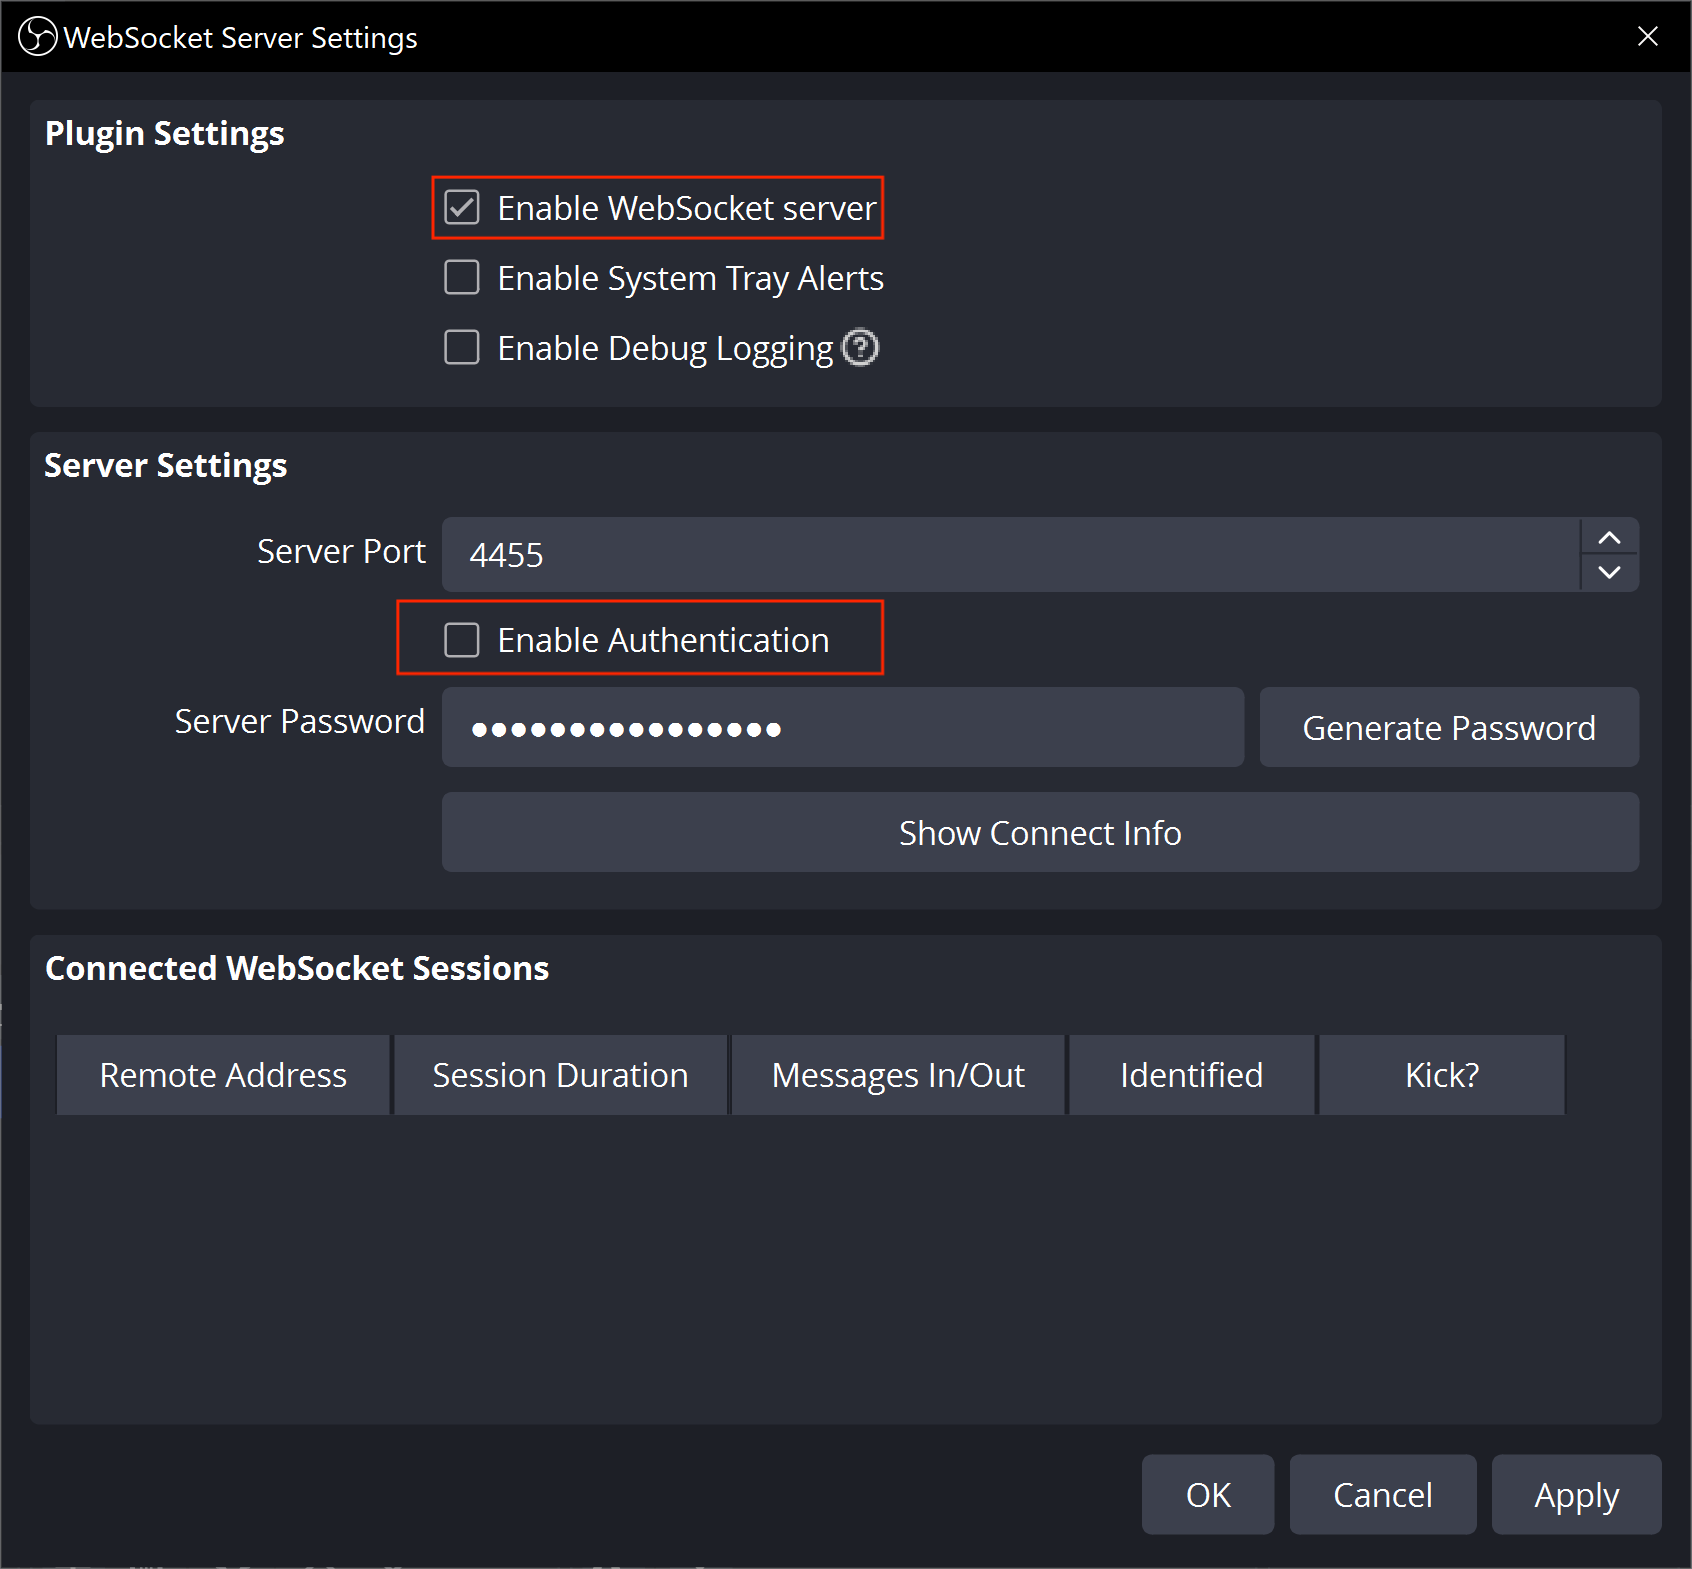 WebSocket Server Settings
Plugin Settings
Enable WebSocket server
Enable System Tray Alerts
Enable Debug Logging ?
Server Settings
Server Port 4455
Enable Authentication
Server Password ●●●●●●●●●●●●●●●● Generate Password
Show Connect Info
Connected WebSocket Sessions
Remote Address Session Duration Messages In/Out Identified Kick?
OK Cancel Apply